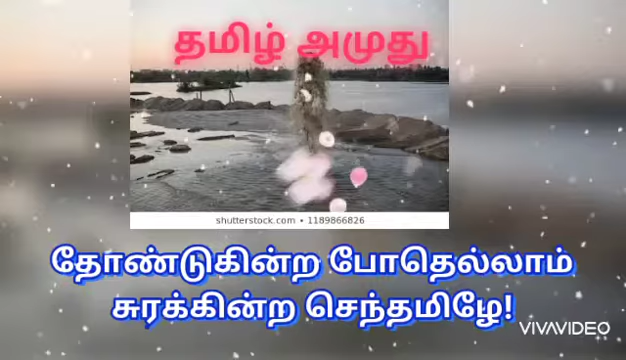 தமிழ் அமுது
shutterstock.com • 1189866826
தோண்டுகின்ற போதெல்லாம்
சுரக்கின்ற செந்தமிழே!
VIVAVIDEO